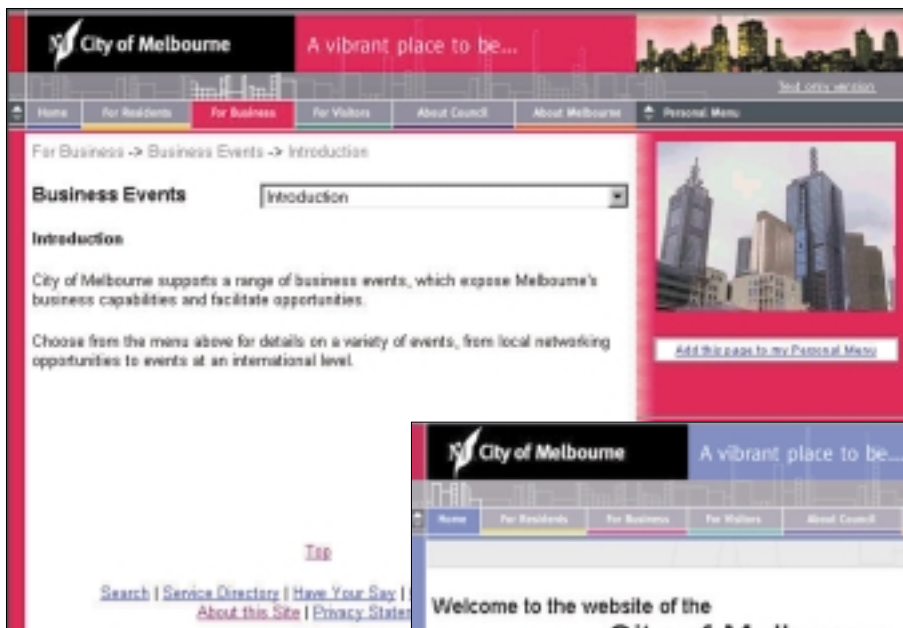 City of Melbourne
A vibrant place to be...
Text only version
Home For Residents For Business For Visitors About Council About Melbourne Personal Menu
For Business -> Business Events -> Introduction
Business Events
Introduction
Introduction
City of Melbourne supports a range of business events, which expose Melbourne's
business capabilities and facilitate opportunities.
Choose from the menu above for details on a variety of events, from local networking
opportunities to events at an international level.
Add this page to my Personal Menu
Top
Search | Service Directory | Have Your Say |
About this Site | Privacy
City of Melbourne
A vibrant place to be...
Home For Residents For Business For Visitors About Council
Welcome to the website of the